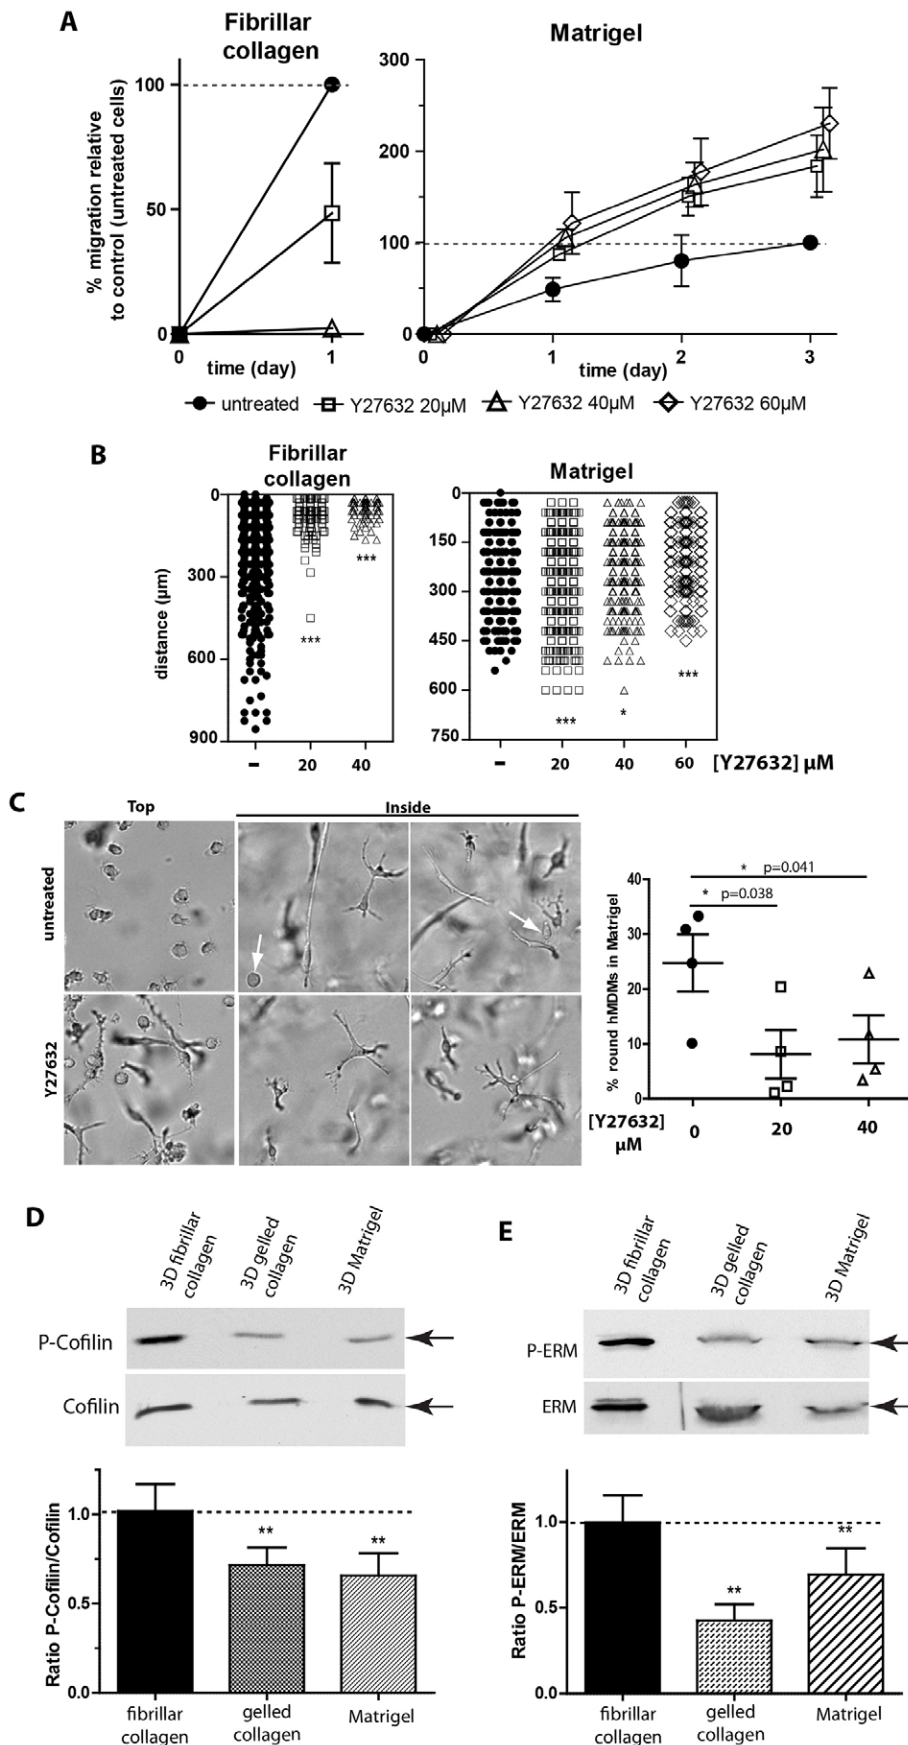 A
Fibrillar
collagen
Matrigel
% migration relative
to control (untreated cells)
100
50
0
0
1
time (day)
300
200
100
0
0
1
2
3
time (day)
untreated
Y27632 20µM
Y27632 40µM
Y27632 60µM
B
Fibrillar
collagen
Matrigel
distance (µm)
0
300
600
900
***
***
–
20
40
0
150
300
450
600
750
***
*
***
–
20
40
60
[Y27632] µM
C
Top
Inside
untreated
Y27632
% round hMDMs in Matrigel
40
30
20
10
0
* p=0.041
* p=0.038
[Y27632]
µM
0
20
40
D
3D fibrillar
collagen
3D gelled
collagen
3D Matrigel
P-Cofilin
Cofilin
Ratio P-Cofilin/Cofilin
1.0
0.5
0.0
**
**
fibrillar
collagen
gelled
collagen
Matrigel
E
3D fibrillar
collagen
3D gelled
collagen
3D Matrigel
P-ERM
ERM
Ratio P-ERM/ERM
1.0
0.5
0.0
**
**
fibrillar
collagen
gelled
collagen
Matrigel